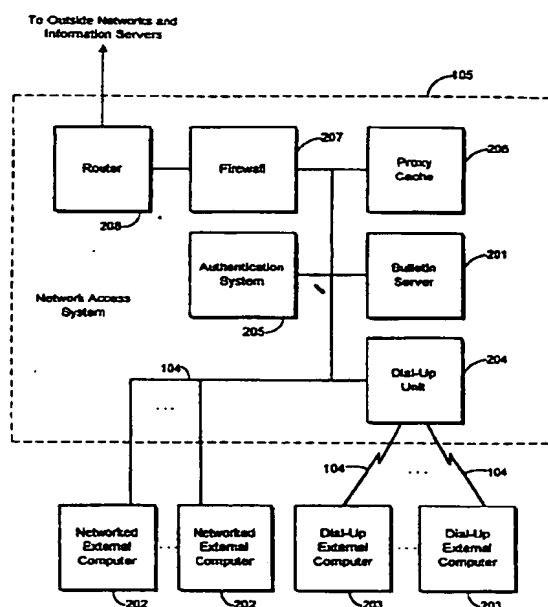 To Outside Networks and
Information Servers
105
207
206
Router
Firewall
Proxy
Cache
208
201
Authentication
System
Bulletin
Server
Network Access
System
205
204
104
Dial-Up
Unit
...
104
...
104
Networked
External
Computer
...
Networked
External
Computer
Dial-Up
External
Computer
...
Dial-Up
External
Computer
202
202
203
203